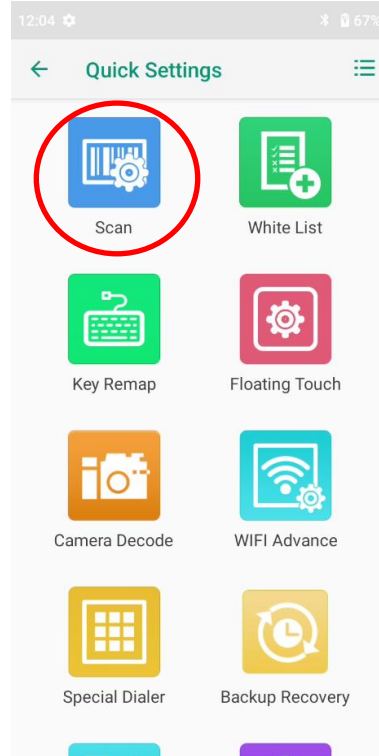 12:04 67%
Quick Settings
Scan White List
Key Remap Floating Touch
Camera Decode WIFI Advance
Special Dialer Backup Recovery